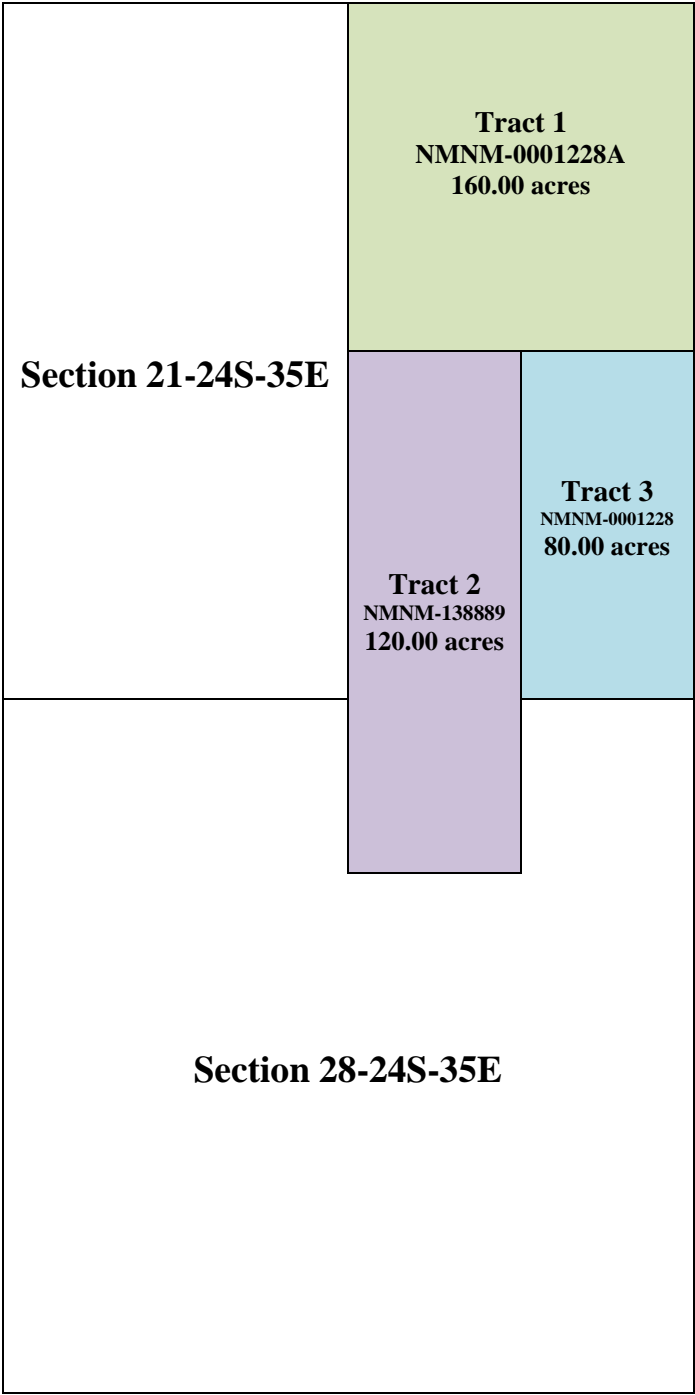 Tract 1
NMNM-0001228A
160.00 acres
Section 21-24S-35E
Tract 3
NMNM-0001228
80.00 acres
Tract 2
NMNM-138889
120.00 acres
Section 28-24S-35E